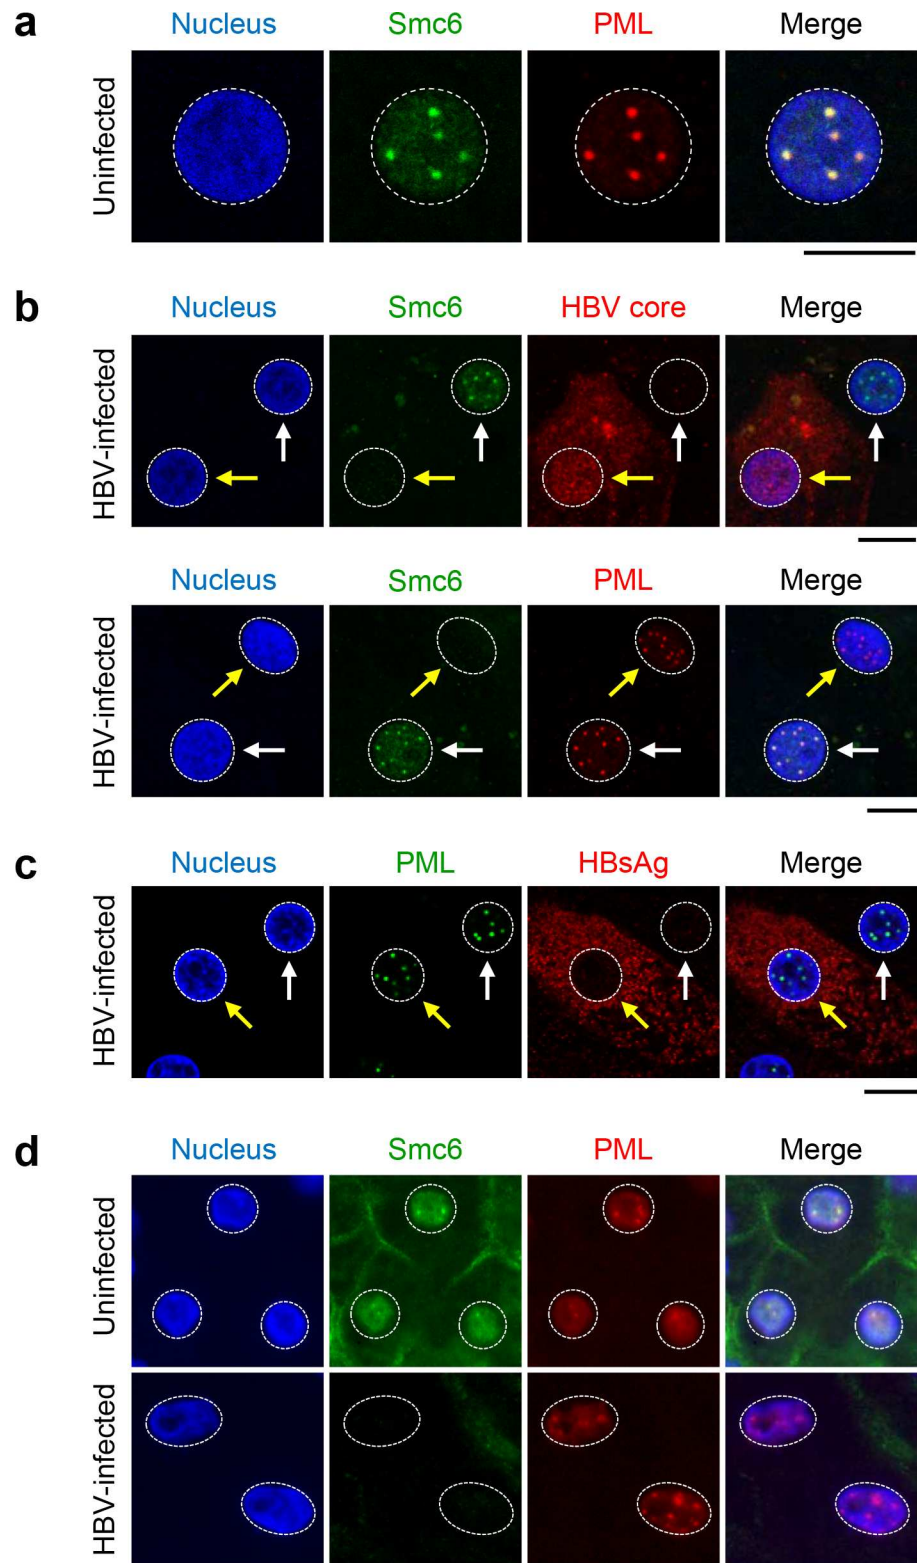 a
Nucleus Smc6 PML Merge
Uninfected
b
Nucleus Smc6 HBV core Merge
HBV-infected
Nucleus Smc6 PML Merge
HBV-infected
c
Nucleus PML HBsAg Merge
HBV-infected
d
Nucleus Smc6 PML Merge
Uninfected
HBV-infected